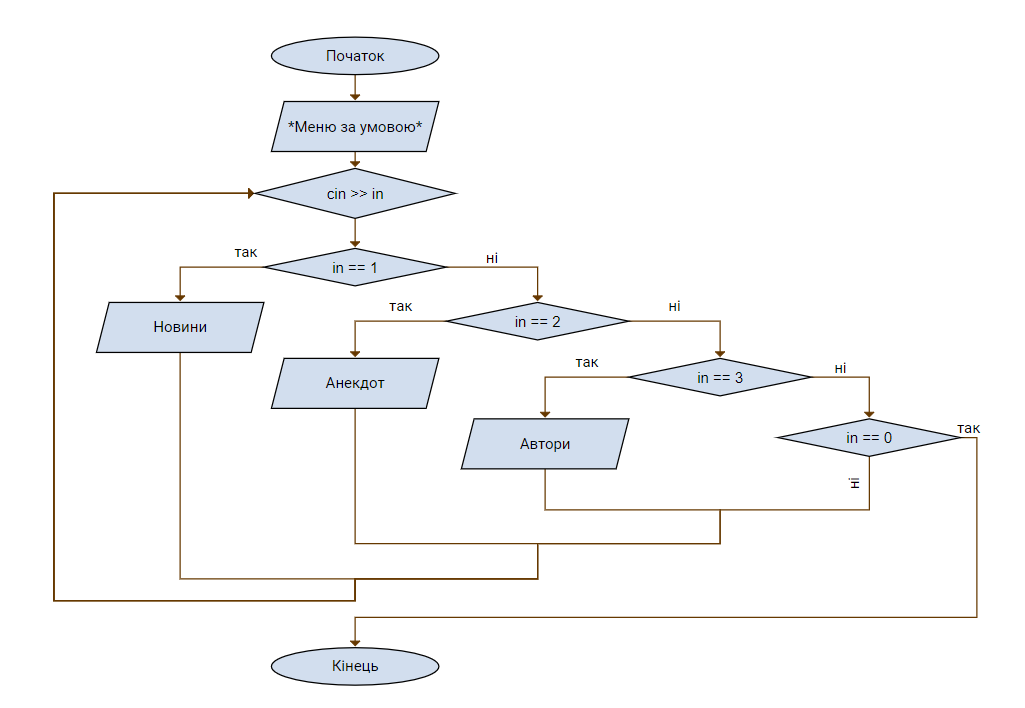 Початок
*Меню за умовою*
cin >> in
так
in == 1
ні
Новини
так
in == 2
ні
Анекдот
так
in == 3
ні
Автори
in == 0
так
ні
Кінець